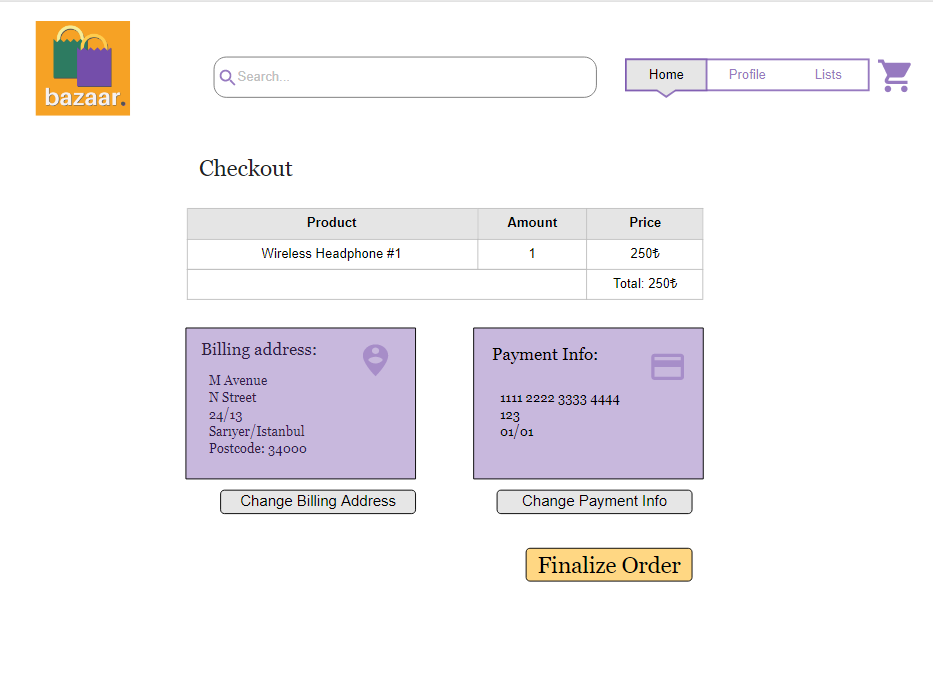 bazaar.
Search...
Home
Profile
Lists
Checkout
Product Amount Price
Wireless Headphone #1 1 250₺
Total: 250₺
Billing address:
M Avenue
N Street
24/13
Sarıyer/Istanbul
Postcode: 34000
Change Billing Address
Payment Info:
1111 2222 3333 4444
123
01/01
Change Payment Info
Finalize Order